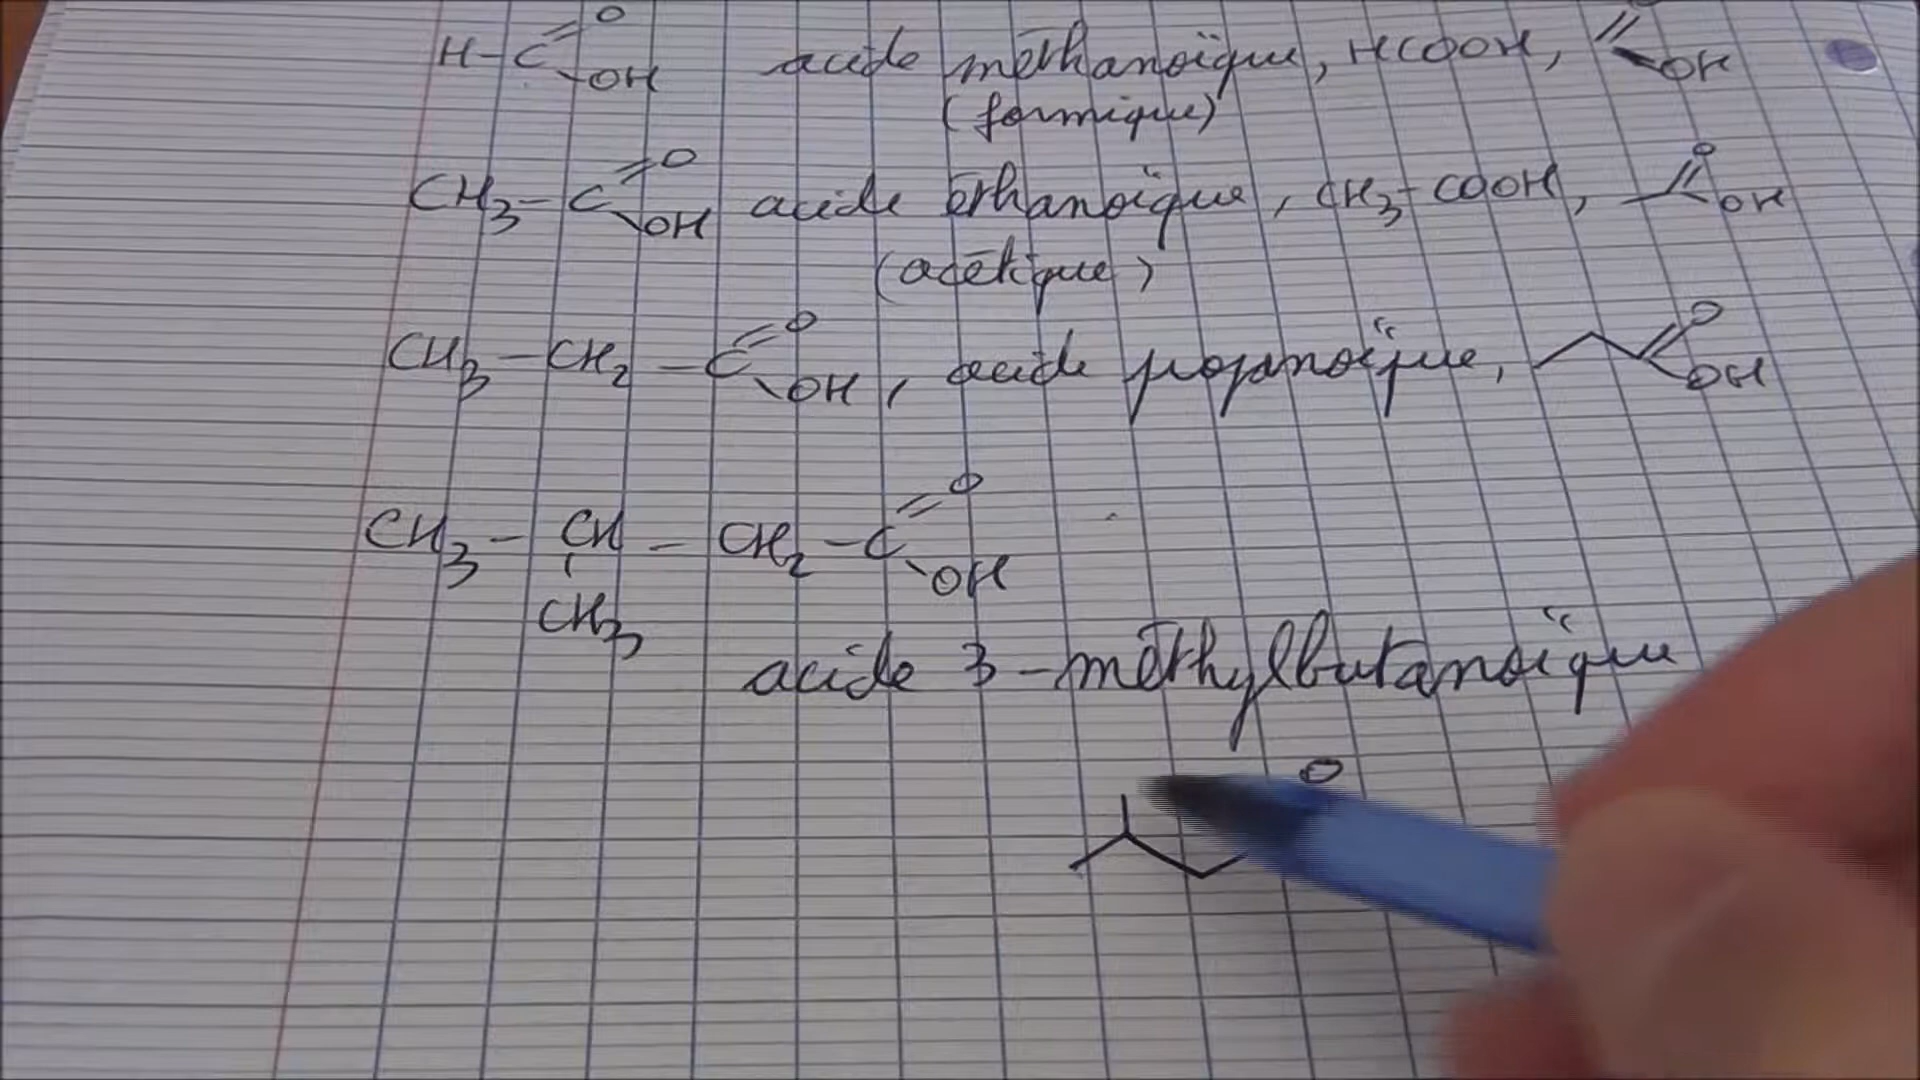 H-C=O OH acide méthanoïque, HCOOH, OH
(formique)
CH3-C=O OH acide éthanoïque, CH3-COOH, O OH
(acétique)
CH3-CH2-C=O OH, acide propanoïque, O OH
CH3-CH-CH2-C=O OH
CH3
acide 3-méthylbutanoïque
O